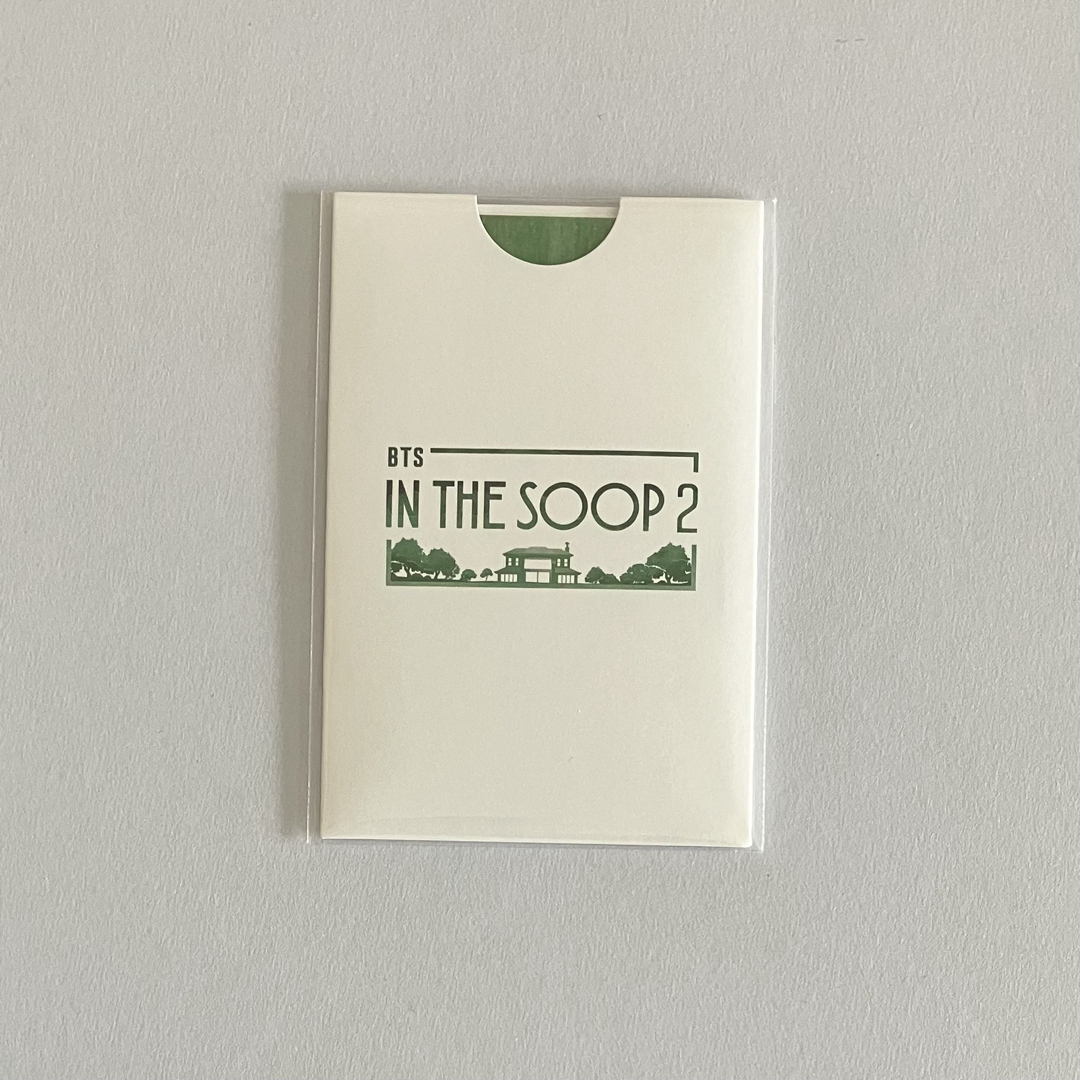 BTS
IN THE SOOP 2